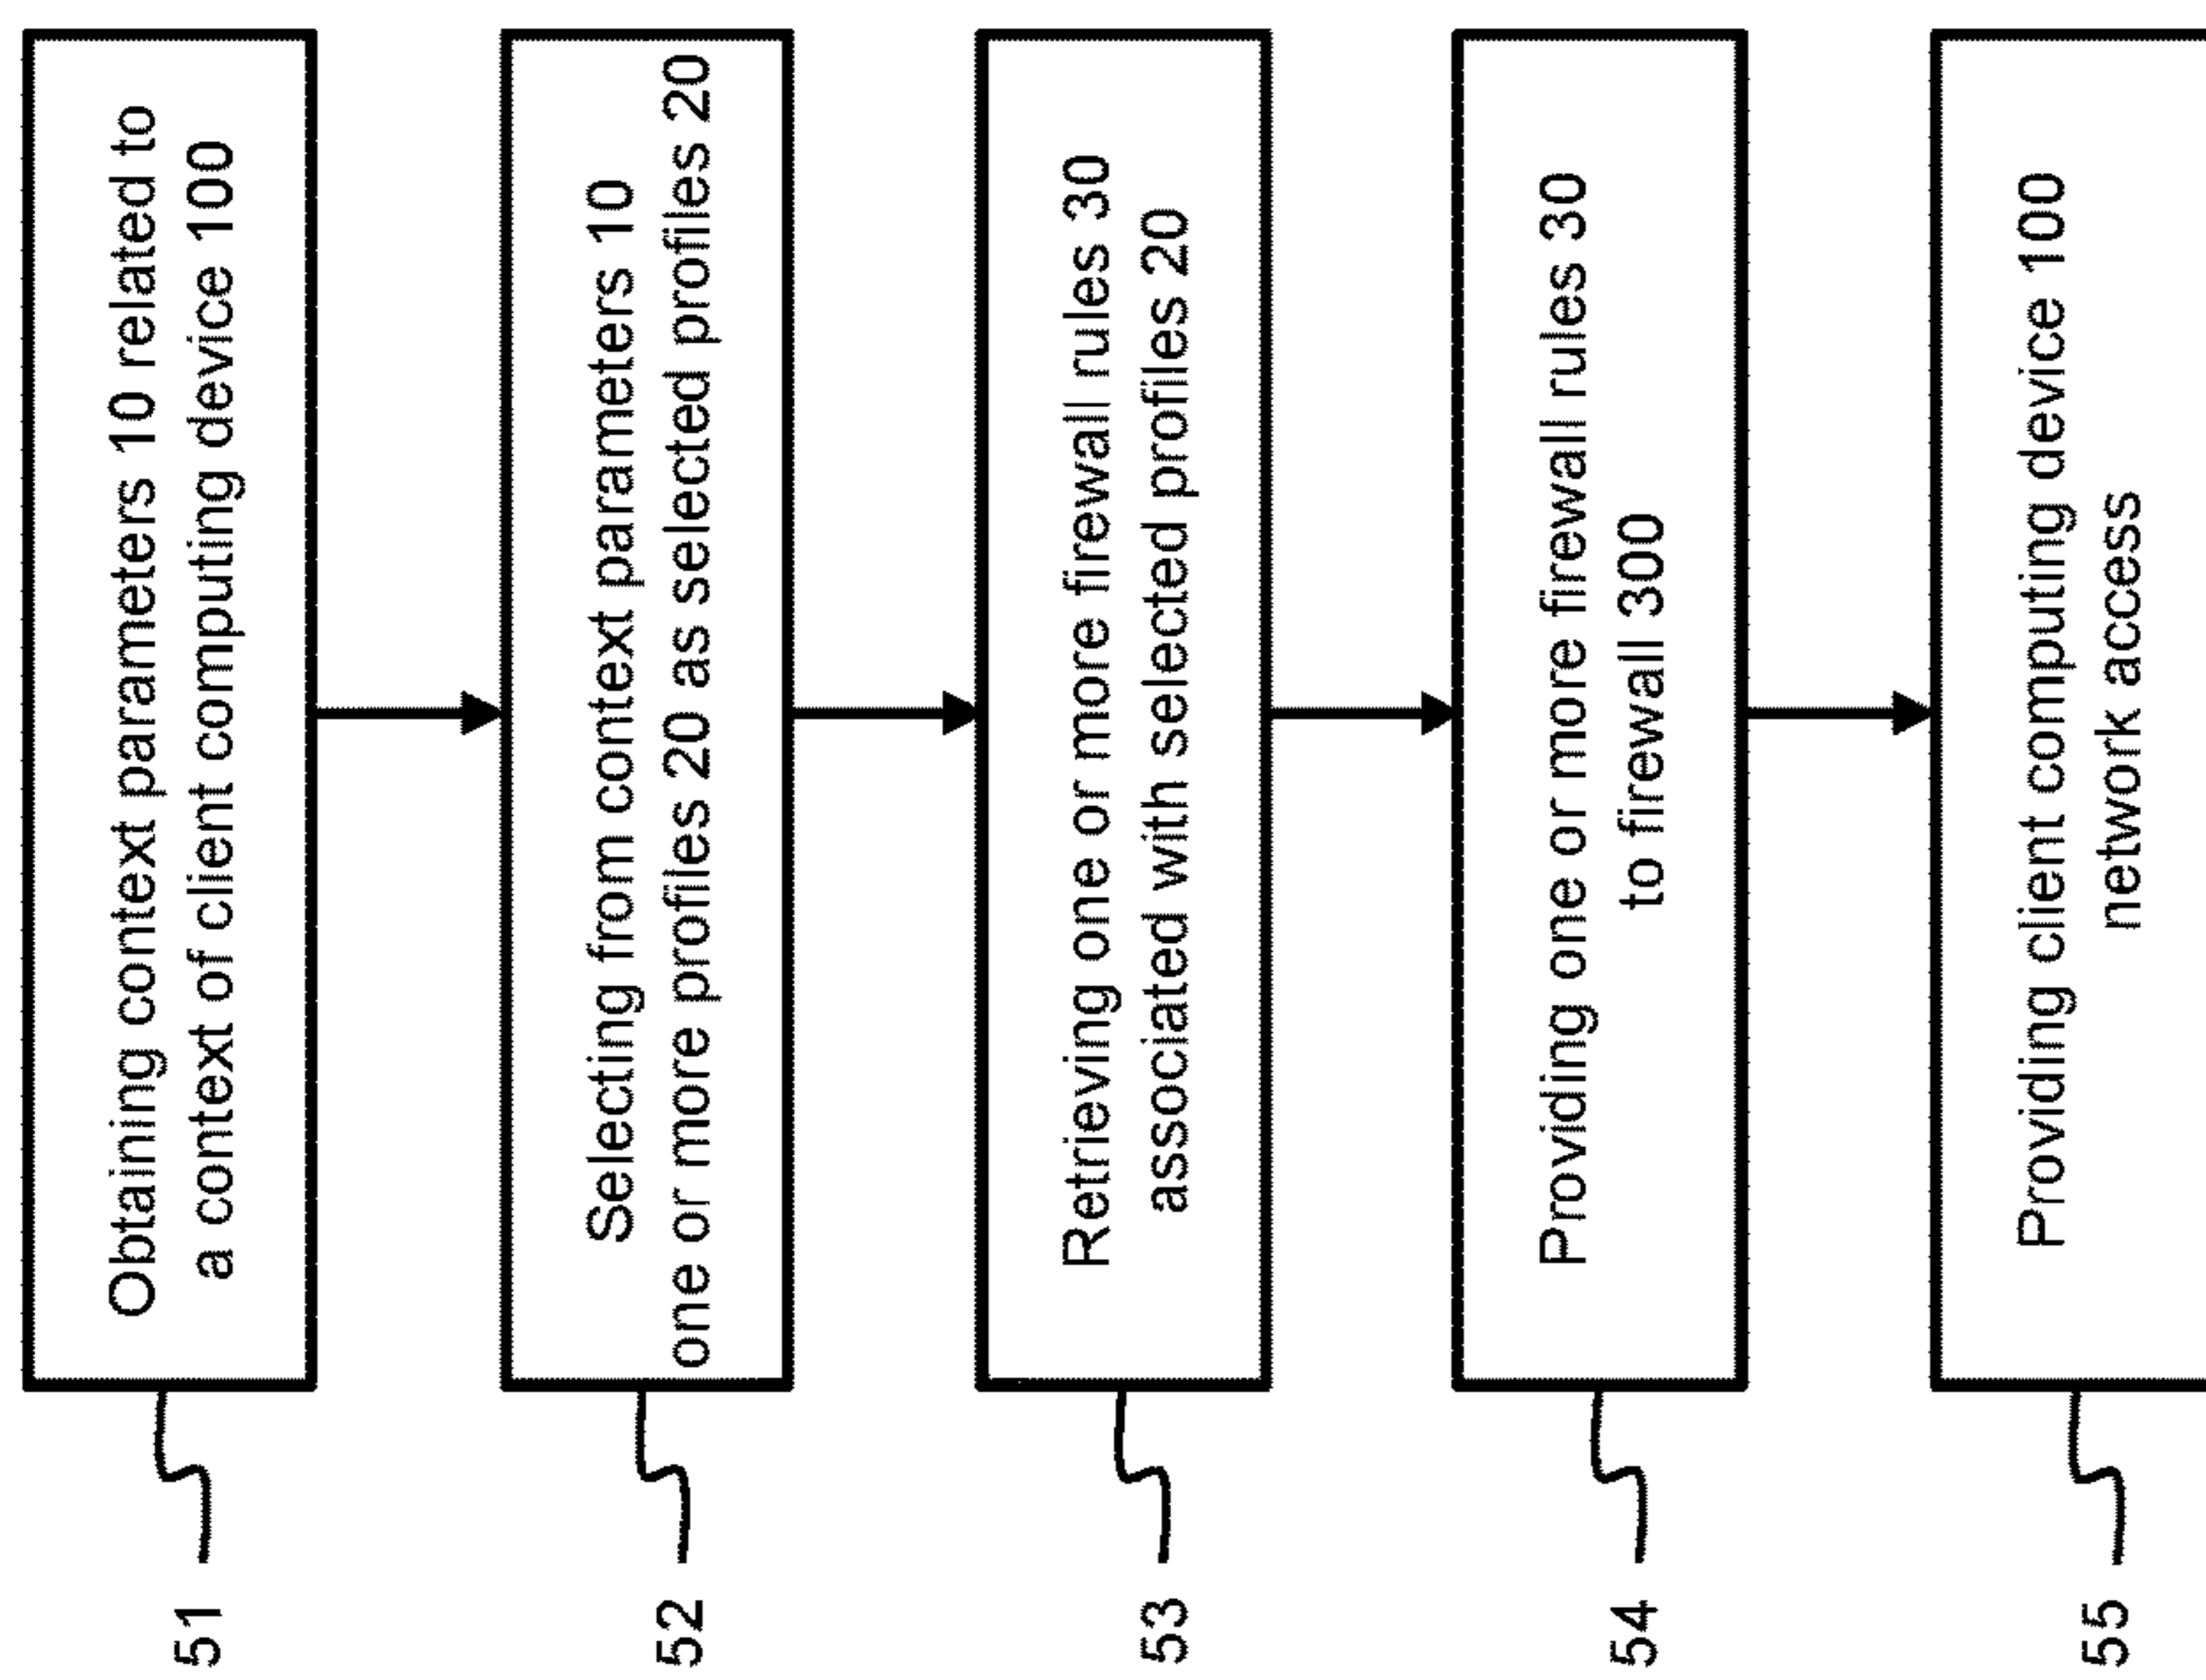 51
Obtaining context parameters 10 related to
a context of client computing device 100
52
Selecting from context parameters 10
one or more profiles 20 as selected profiles 20
53
Retrieving one or more firewall rules 30
associated with selected profiles 20
54
Providing one or more firewall rules 30
to firewall 300
55
Providing client computing device 100
network access